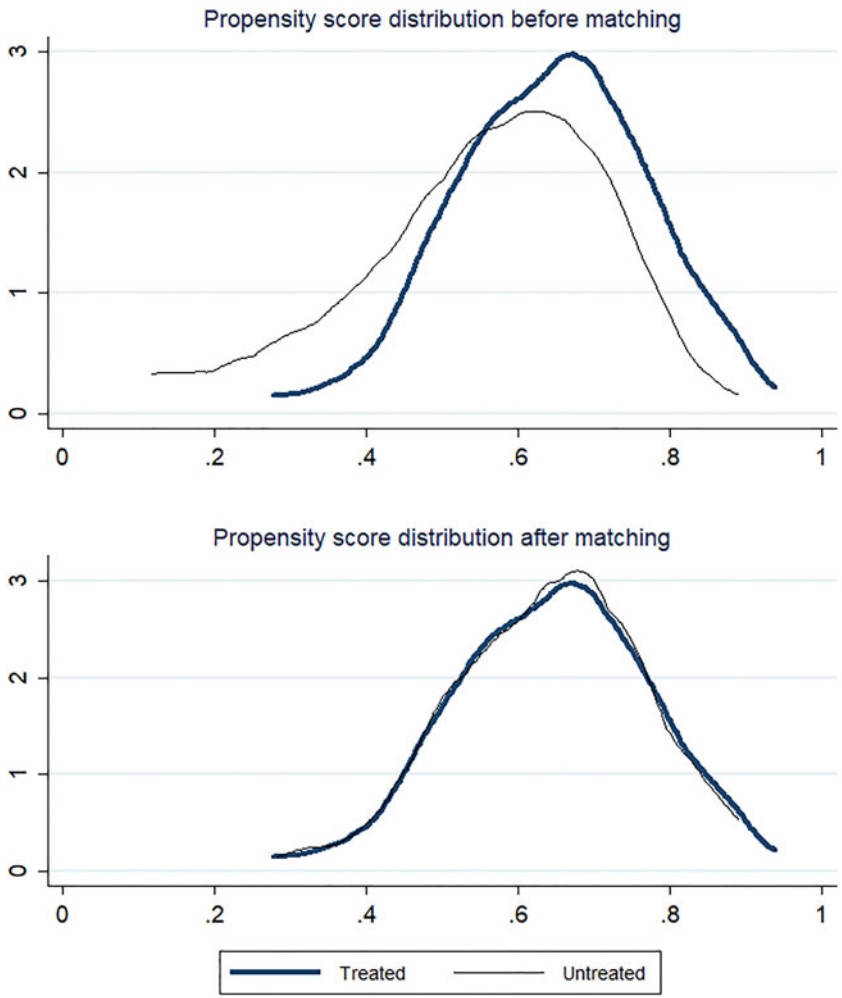 Propensity score distribution before matching
3
2
1
0
0 .2 .4 .6 .8 1
Propensity score distribution after matching
3
2
1
0
0 .2 .4 .6 .8 1
Treated Untreated